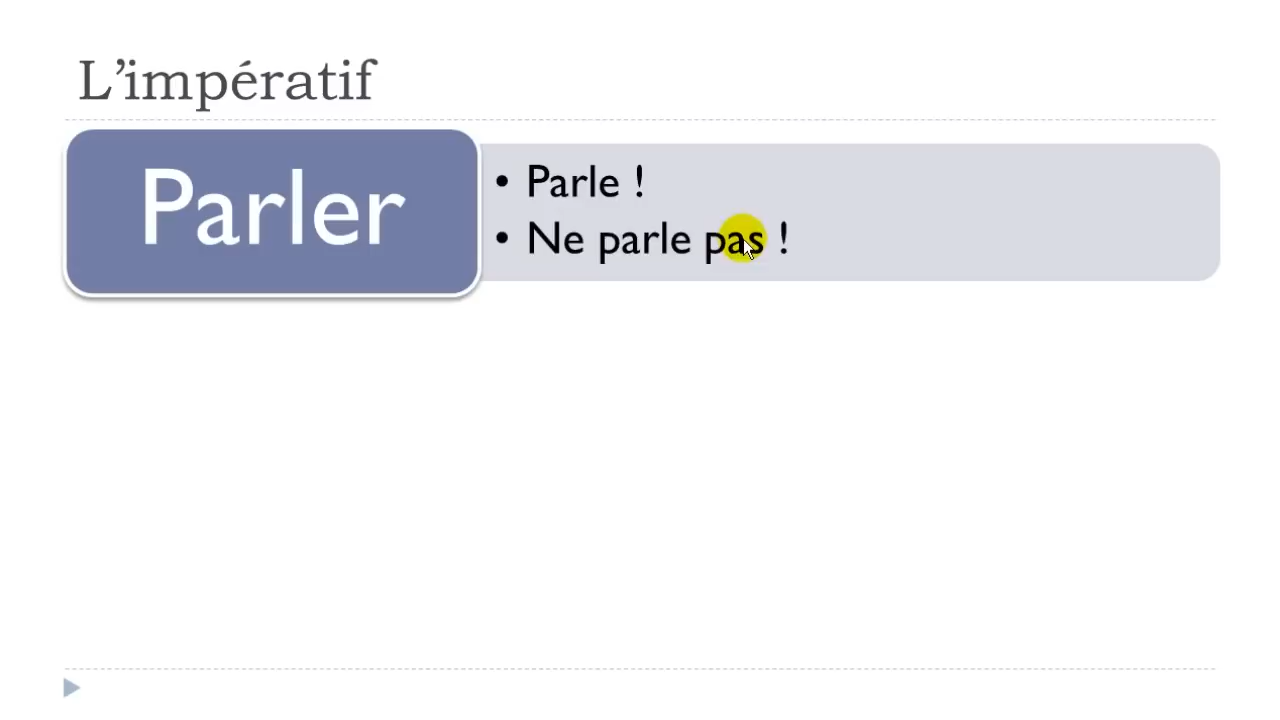 L’impératif
Parler
• Parle !
• Ne parle pas !